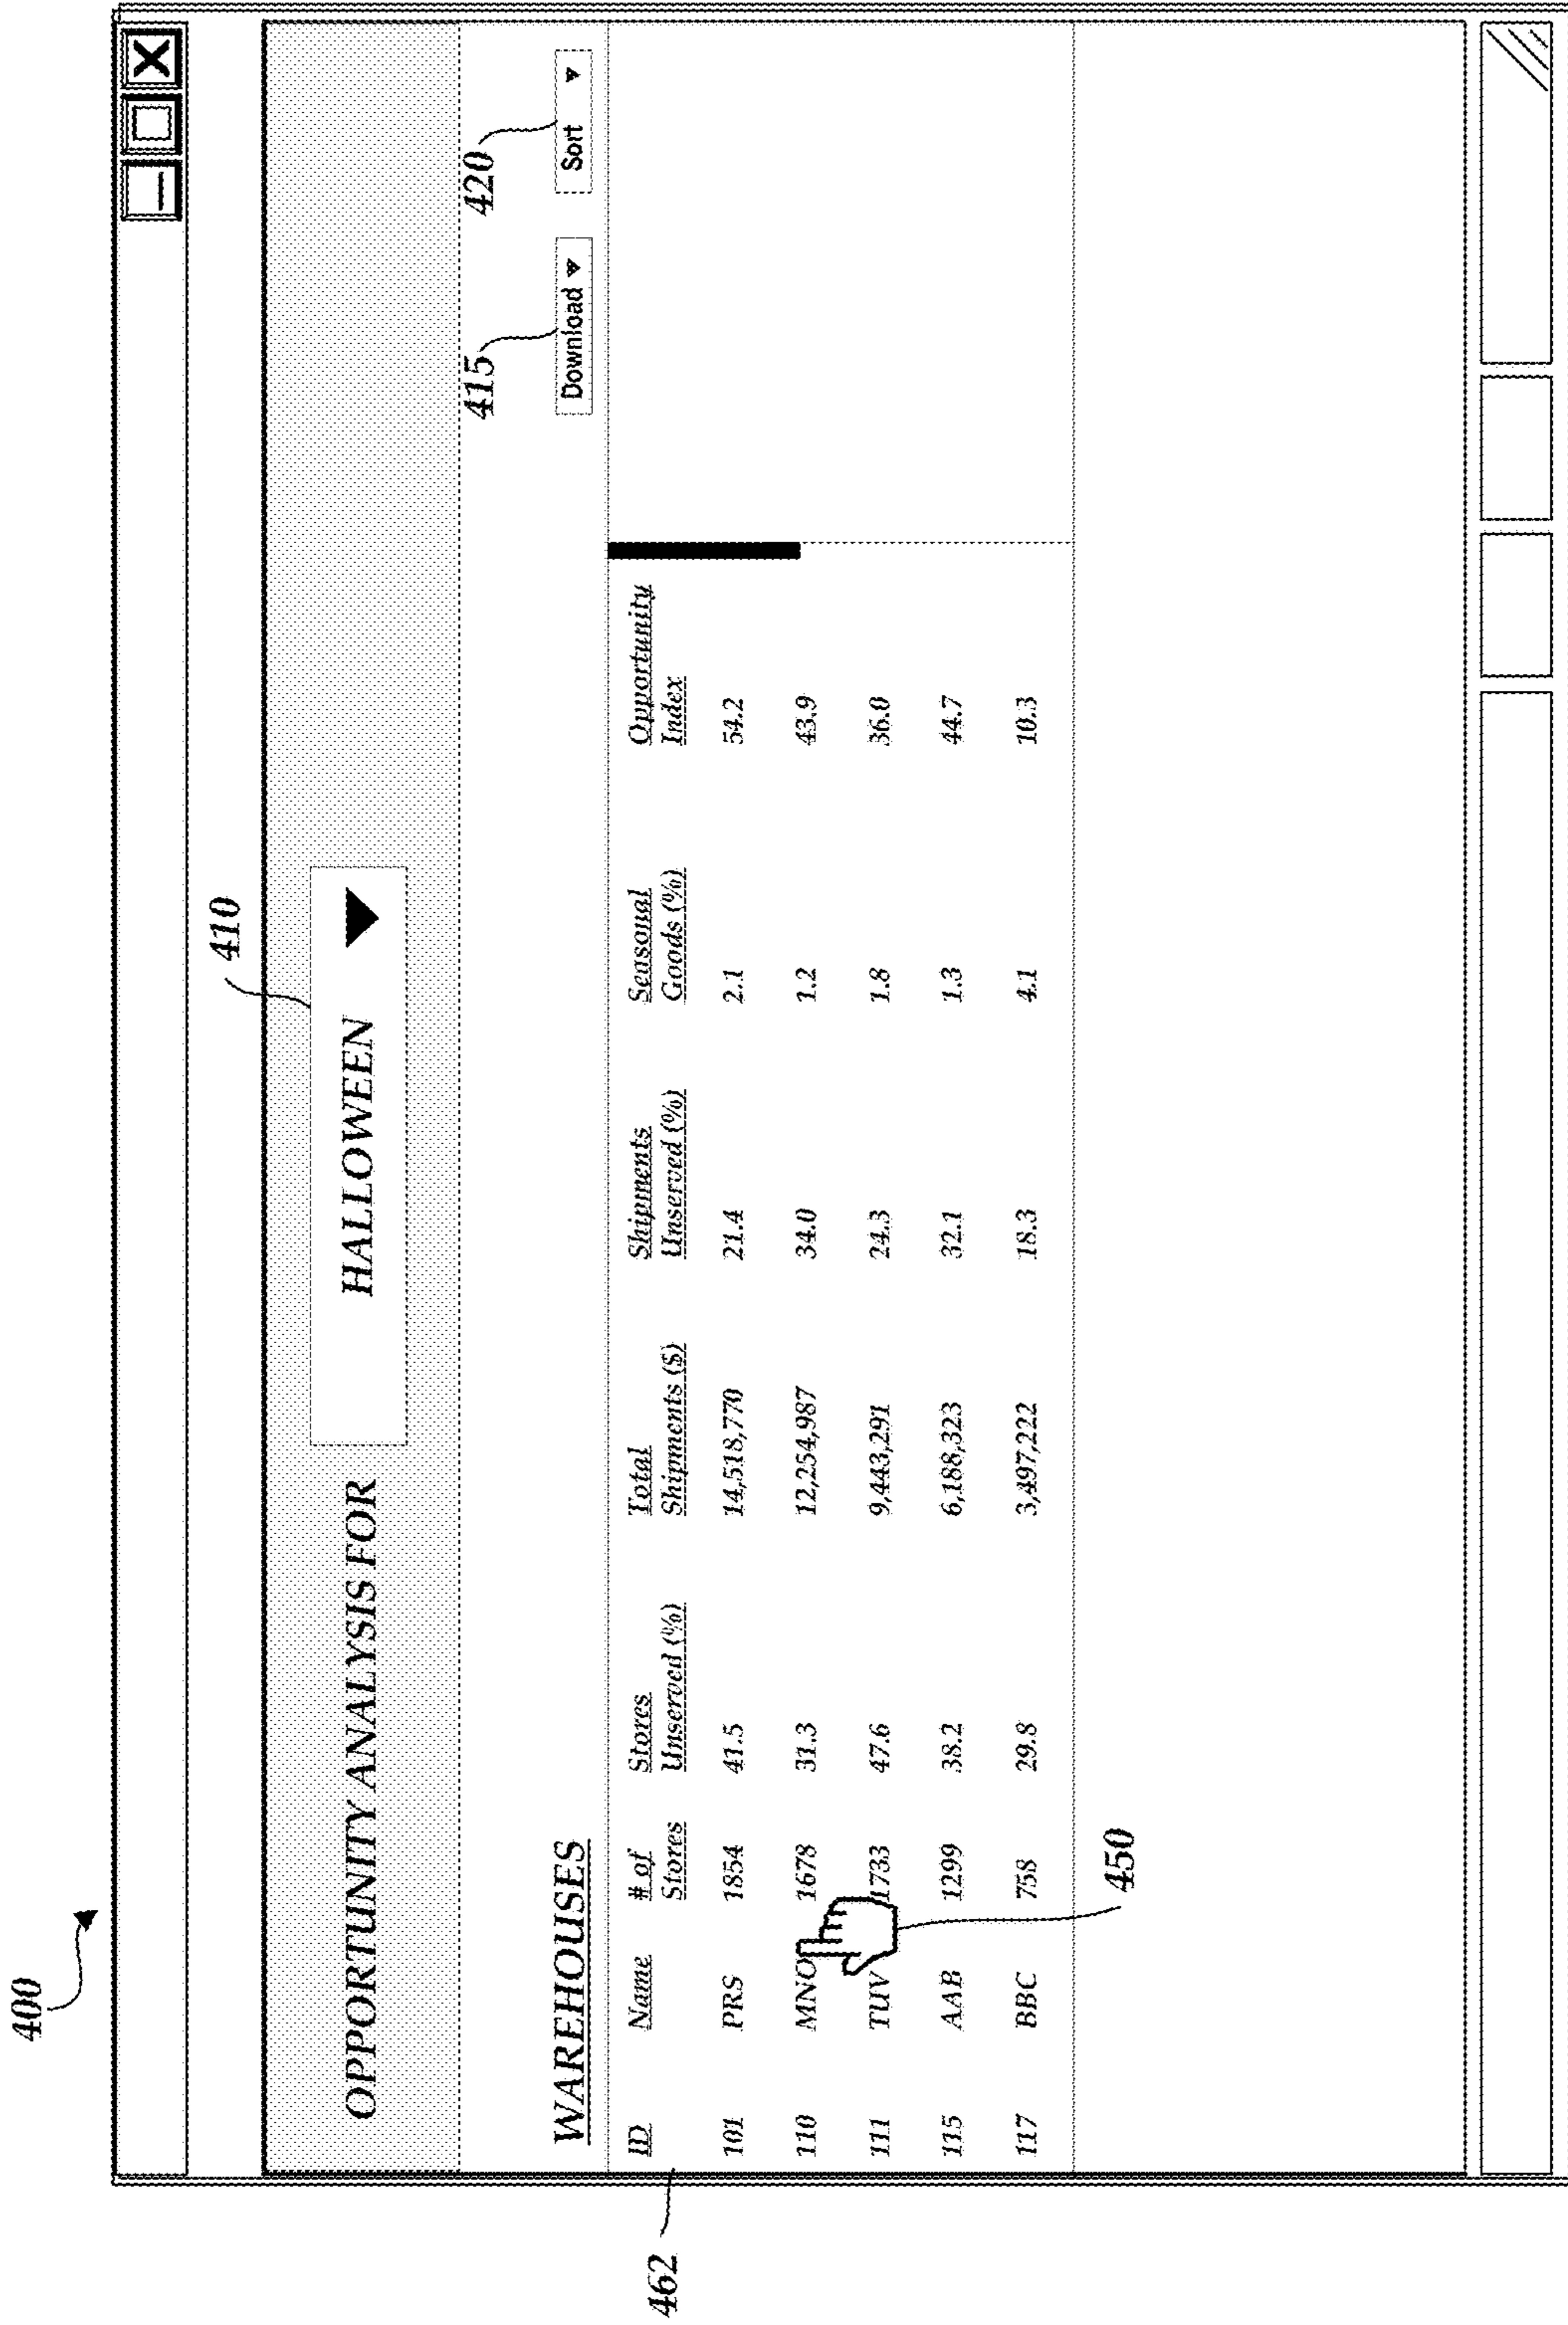 400
410
OPPORTUNITY ANALYSIS FOR HALLOWEEN
415 420
WAREHOUSES Download Sort
462
ID Name # of Stores Stores Unserved (%) Total Shipments ($) Shipments Unserved (%) Seasonal Goods (%) Opportunity Index
101 PRS 1854 41.5 14,518,770 21.4 2.1 54.2
110 MNO 1678 31.3 12,254,987 34.0 1.2 43.9
111 TUV 1733 47.6 9,443,291 24.3 1.8 36.0
115 AAB 1299 38.2 6,188,323 32.1 1.3 44.7
117 BBC 758 29.8 3,497,222 18.3 4.1 10.3
450